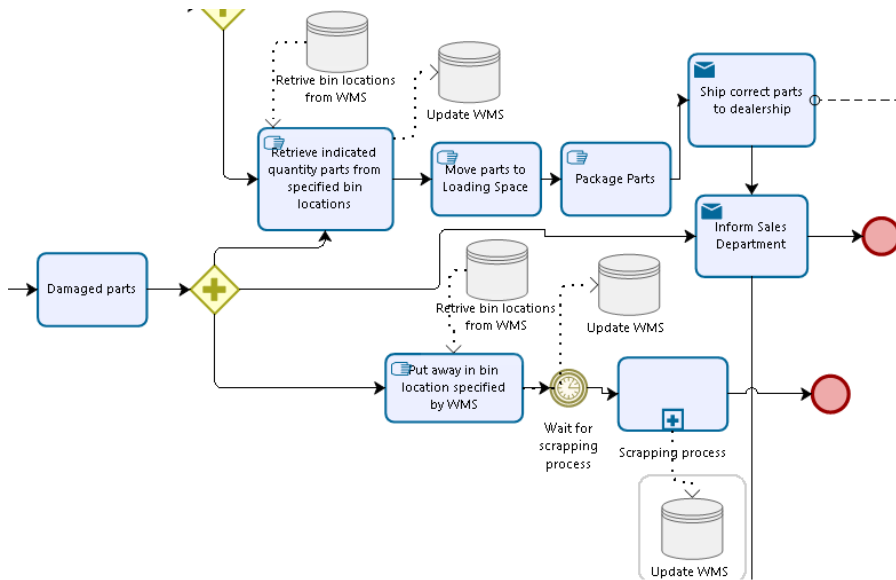 Retrive bin locations
from WMS
Update WMS
Ship correct parts
to dealership
Retrieve indicated
quantity parts from
specified bin
locations
Move parts to
Loading Space
Package Parts
Inform Sales
Department
Damaged parts
Retrive bin locations
from WMS
Update WMS
Put away in bin
location specified
by WMS
Wait for
scrapping
process
Scrapping process
Update WMS